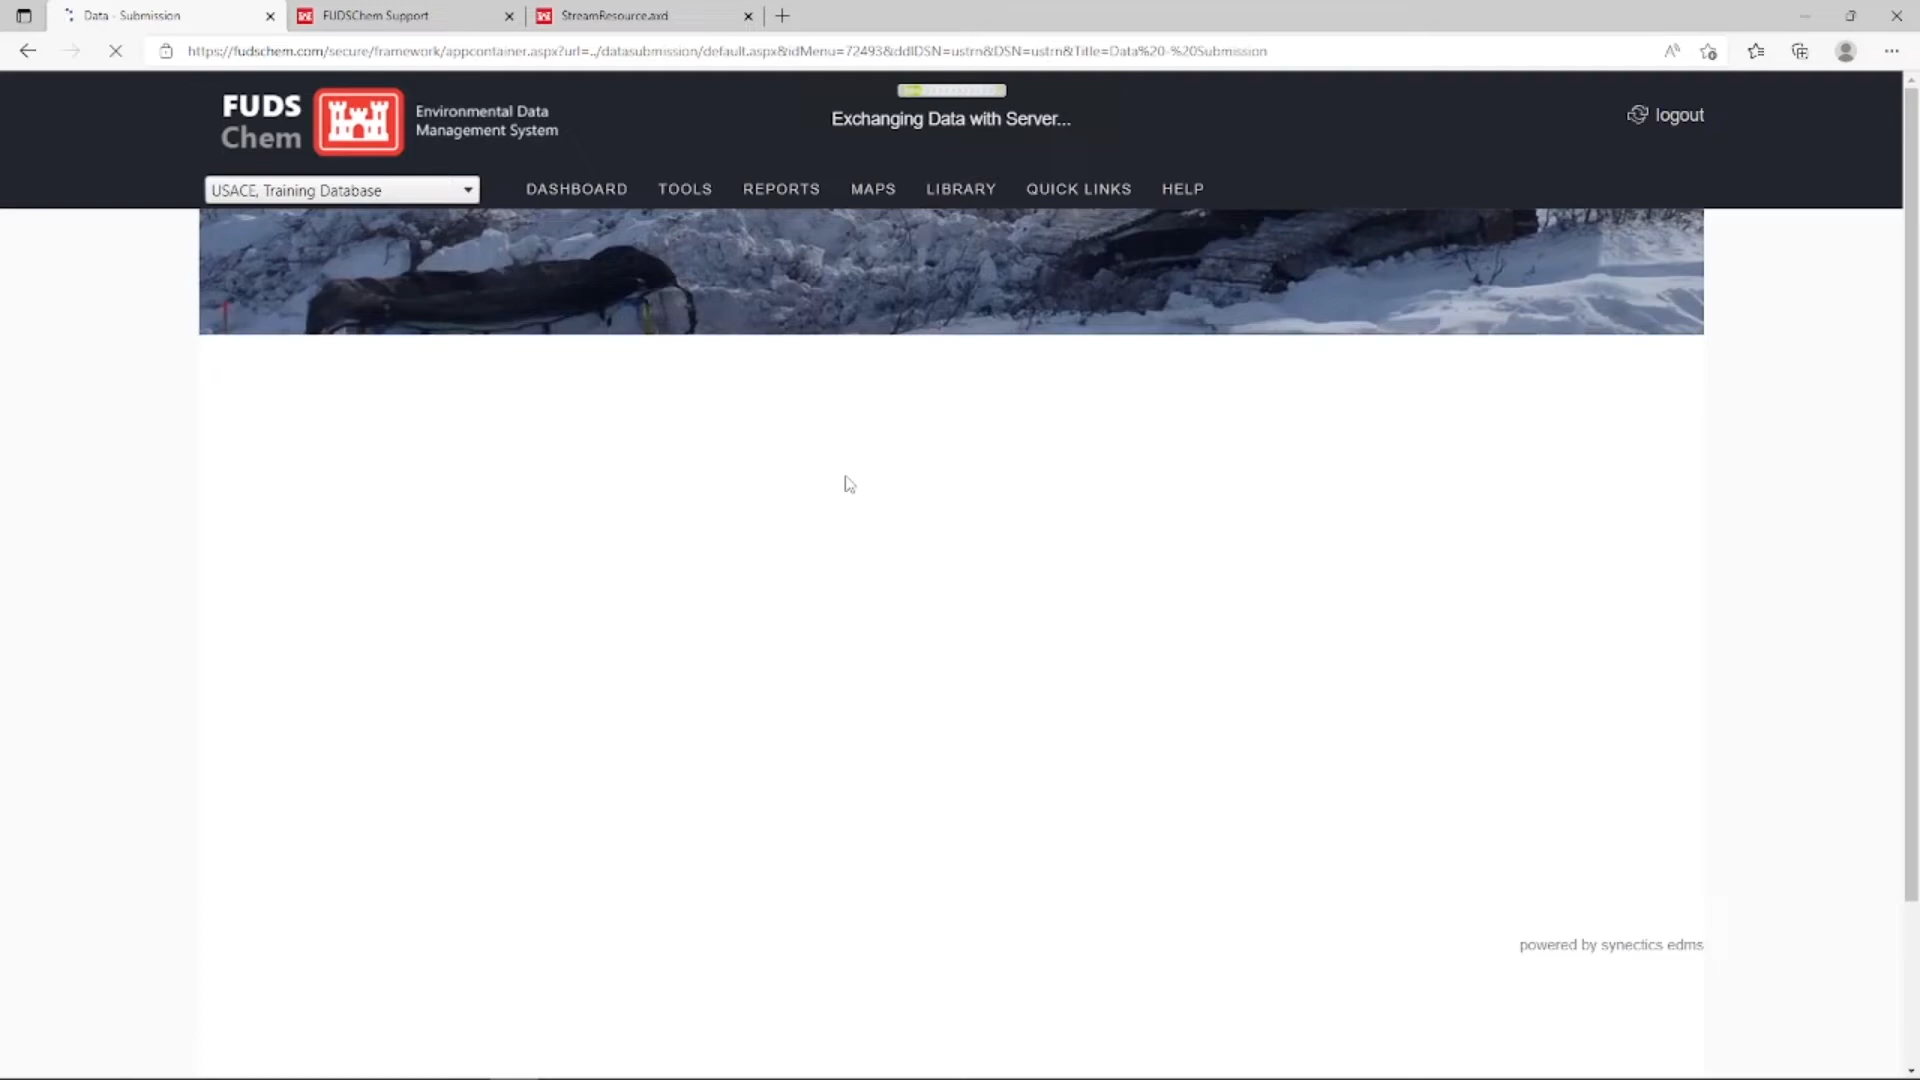 Data - Submission
FUDSChem Support
StreamResource.axd
https://fudschem.com/secure/framework/appcontainer.aspx?url=../datasubmission/default.aspx&idMenu=72493&ddlDSN=ustrn&DSN=ustrn&Title=Data%20-%20Submission
FUDS
Chem
Environmental Data
Management System
Exchanging Data with Server...
logout
USACE, Training Database
DASHBOARD
TOOLS
REPORTS
MAPS
LIBRARY
QUICK LINKS
HELP
powered by synectics edms